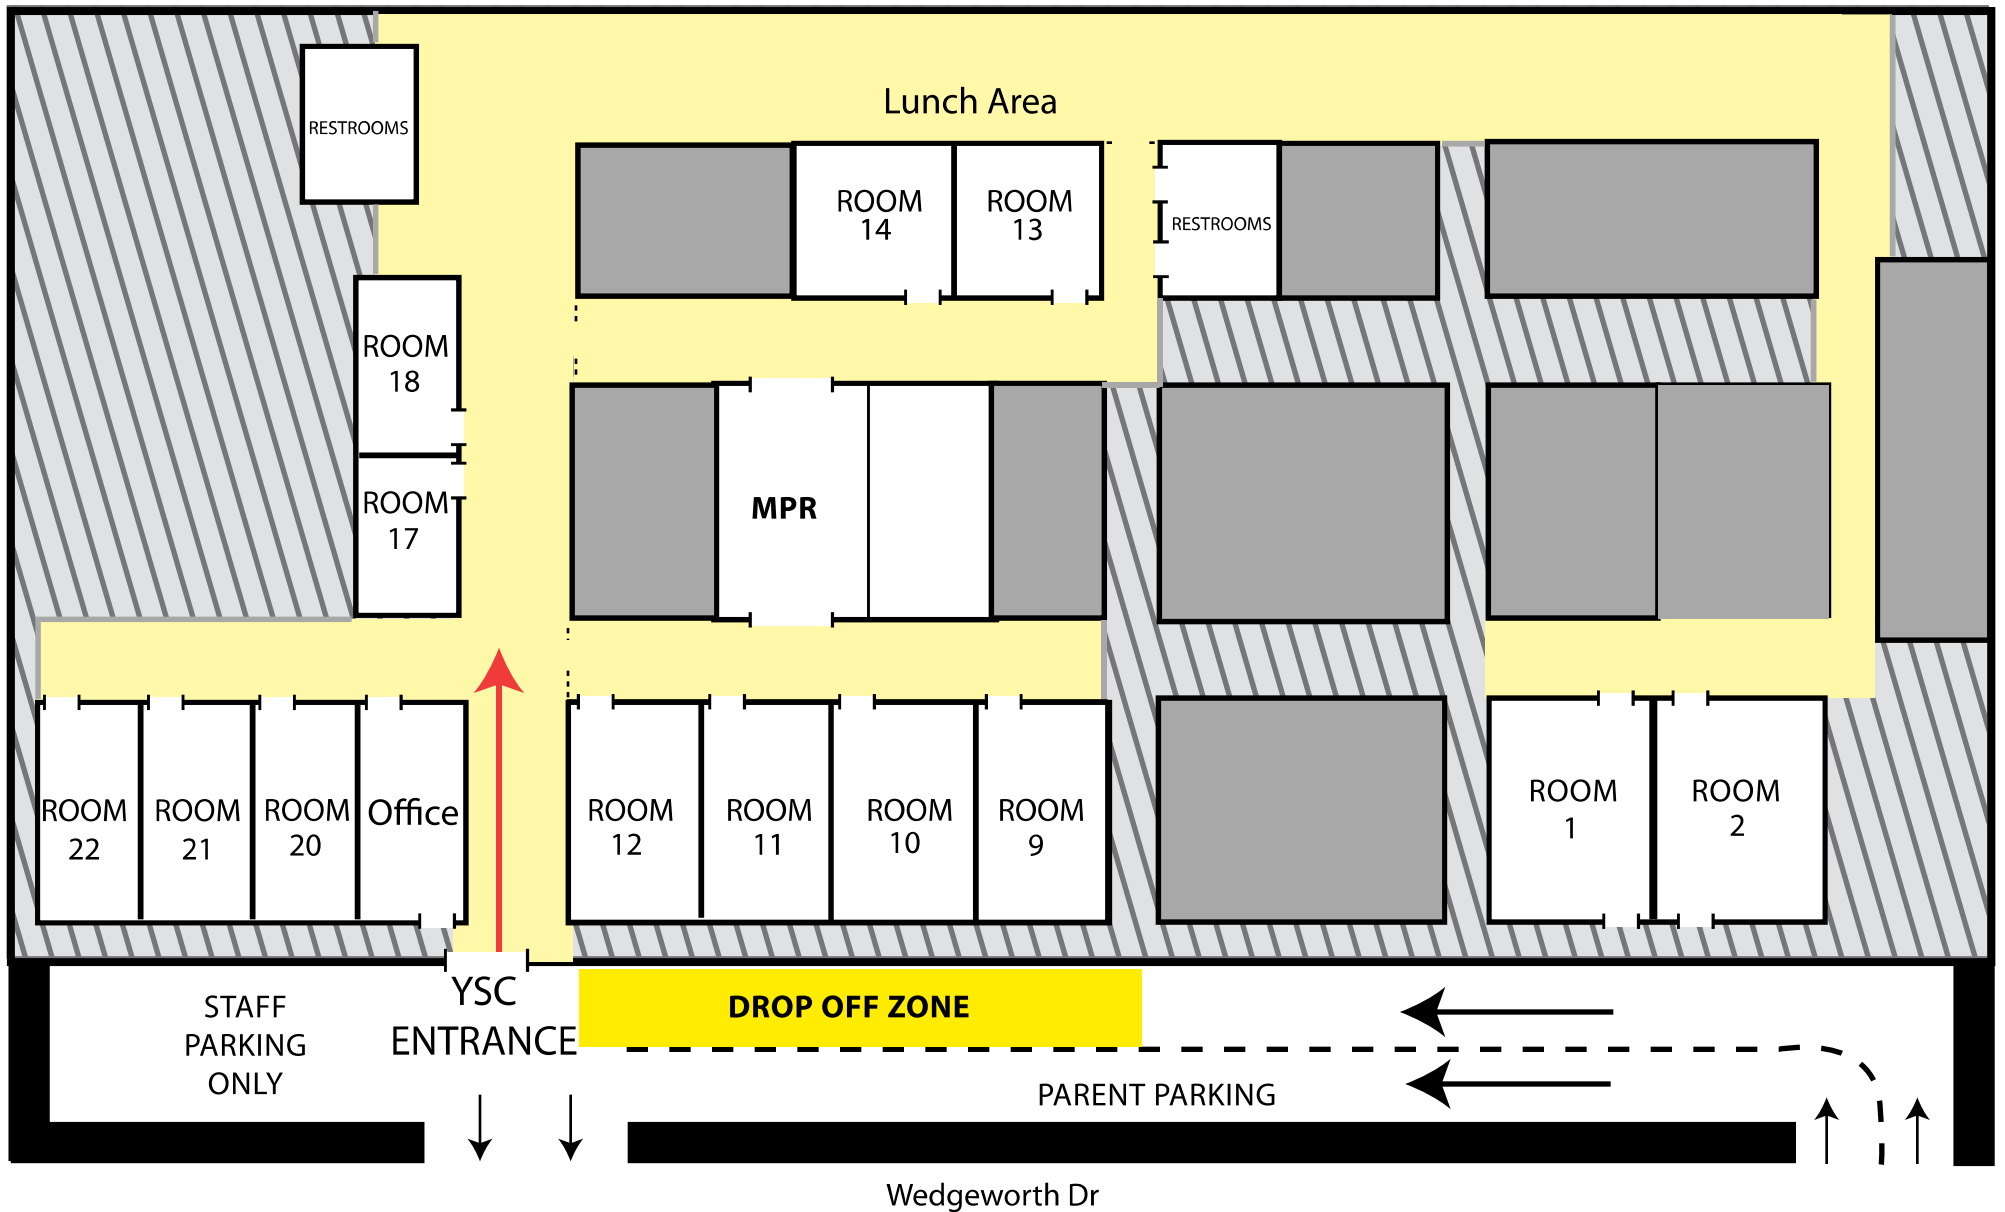 Lunch Area
RESTROOMS
ROOM
14
ROOM
13
RESTROOMS
ROOM
18
ROOM
17
MPR
ROOM
22
ROOM
21
ROOM
20
Office
ROOM
12
ROOM
11
ROOM
10
ROOM
9
ROOM
1
ROOM
2
STAFF
PARKING
ONLY
YSC
ENTRANCE
DROP OFF ZONE
PARENT PARKING
Wedgeworth Dr